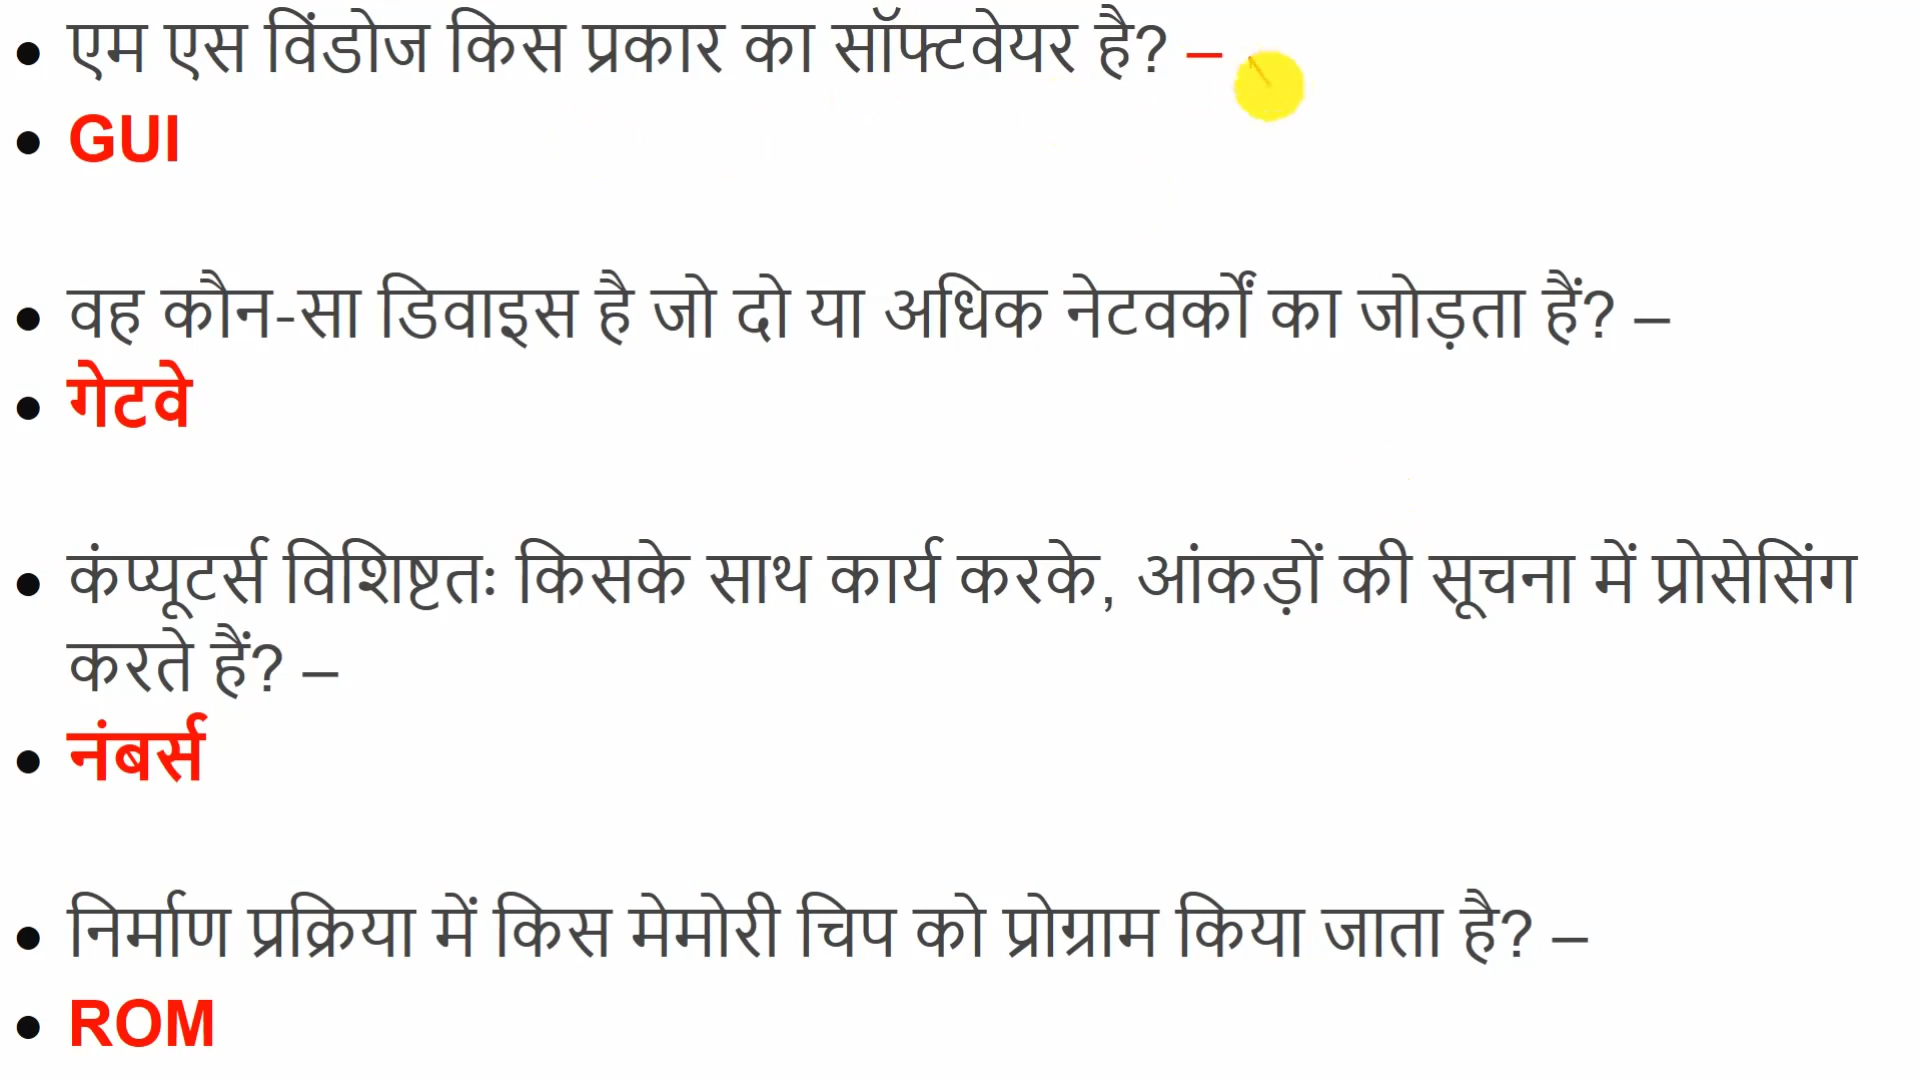 • एम एस विंडोज किस प्रकार का सॉफ्टवेयर है? –
• GUI
• वह कौन-सा डिवाइस है जो दो या अधिक नेटवर्कों का जोड़ता हैं? –
• गेटवे
• कंप्यूटर्स विशिष्टतः किसके साथ कार्य करके, आंकड़ों की सूचना में प्रोसेसिंग
करते हैं? –
• नंबर्स
• निर्माण प्रक्रिया में किस मेमोरी चिप को प्रोग्राम किया जाता है? –
• ROM